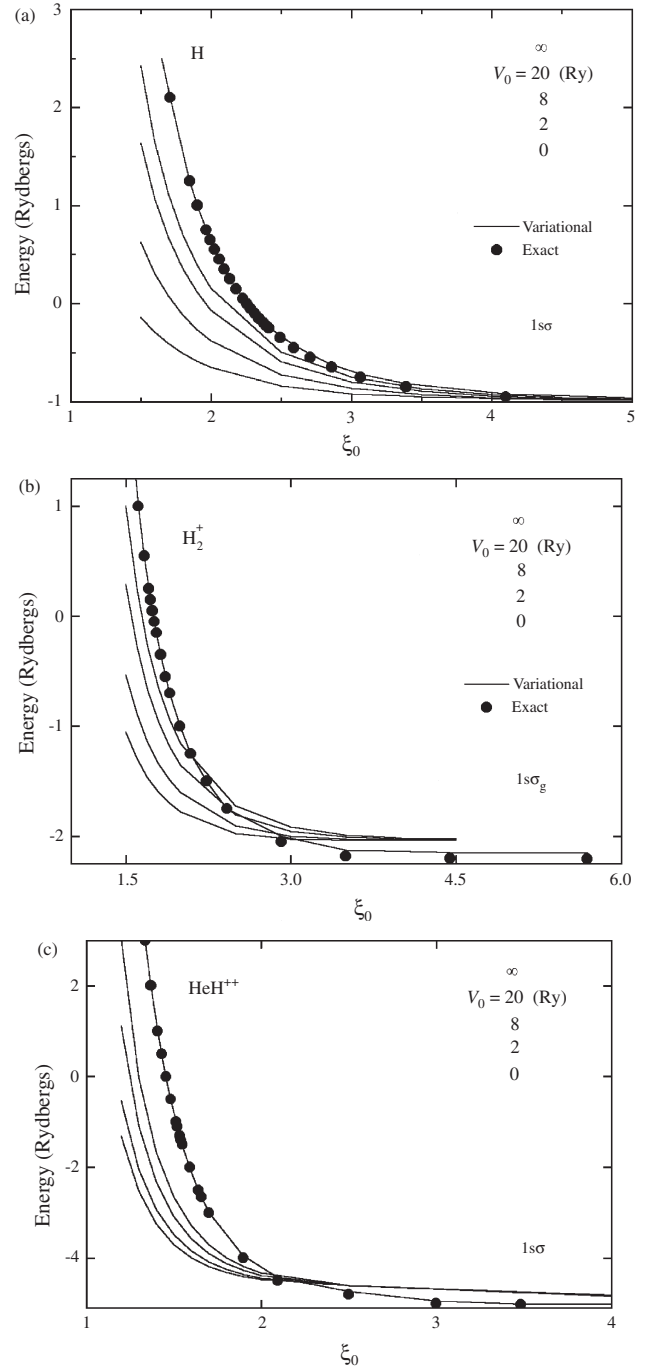 (a)
3
2
1
0
-1
Energy (Rydbergs)
H
∞
V₀ = 20 (Ry)
8
2
0
Variational
Exact
1sσ
1 2 3 4 5
ξ₀
(b)
1
0
-1
-2
Energy (Rydbergs)
H₂⁺
∞
V₀ = 20 (Ry)
8
2
0
Variational
Exact
1sσg
1.5 3.0 4.5 6.0
ξ₀
(c)
2
0
-2
-4
Energy (Rydbergs)
HeH⁺⁺
∞
V₀ = 20 (Ry)
8
2
0
1sσ
1 2 3 4
ξ₀